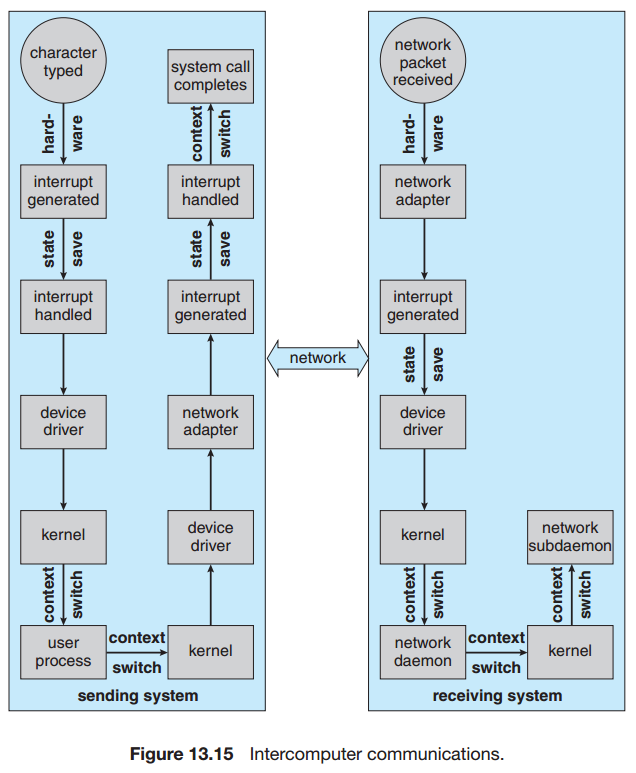 character
typed
hard-
ware
interrupt
generated
state
save
interrupt
handled
device
driver
kernel
context
switch
user
process
context
switch
kernel
device
driver
network
adapter
interrupt
generated
state
save
interrupt
handled
context
switch
system call
completes
sending system
network
network
packet
received
hard-
ware
network
adapter
interrupt
generated
state
save
device
driver
kernel
context
switch
network
daemon
context
switch
kernel
context
switch
network
subdaemon
receiving system
Figure 13.15 Intercomputer communications.